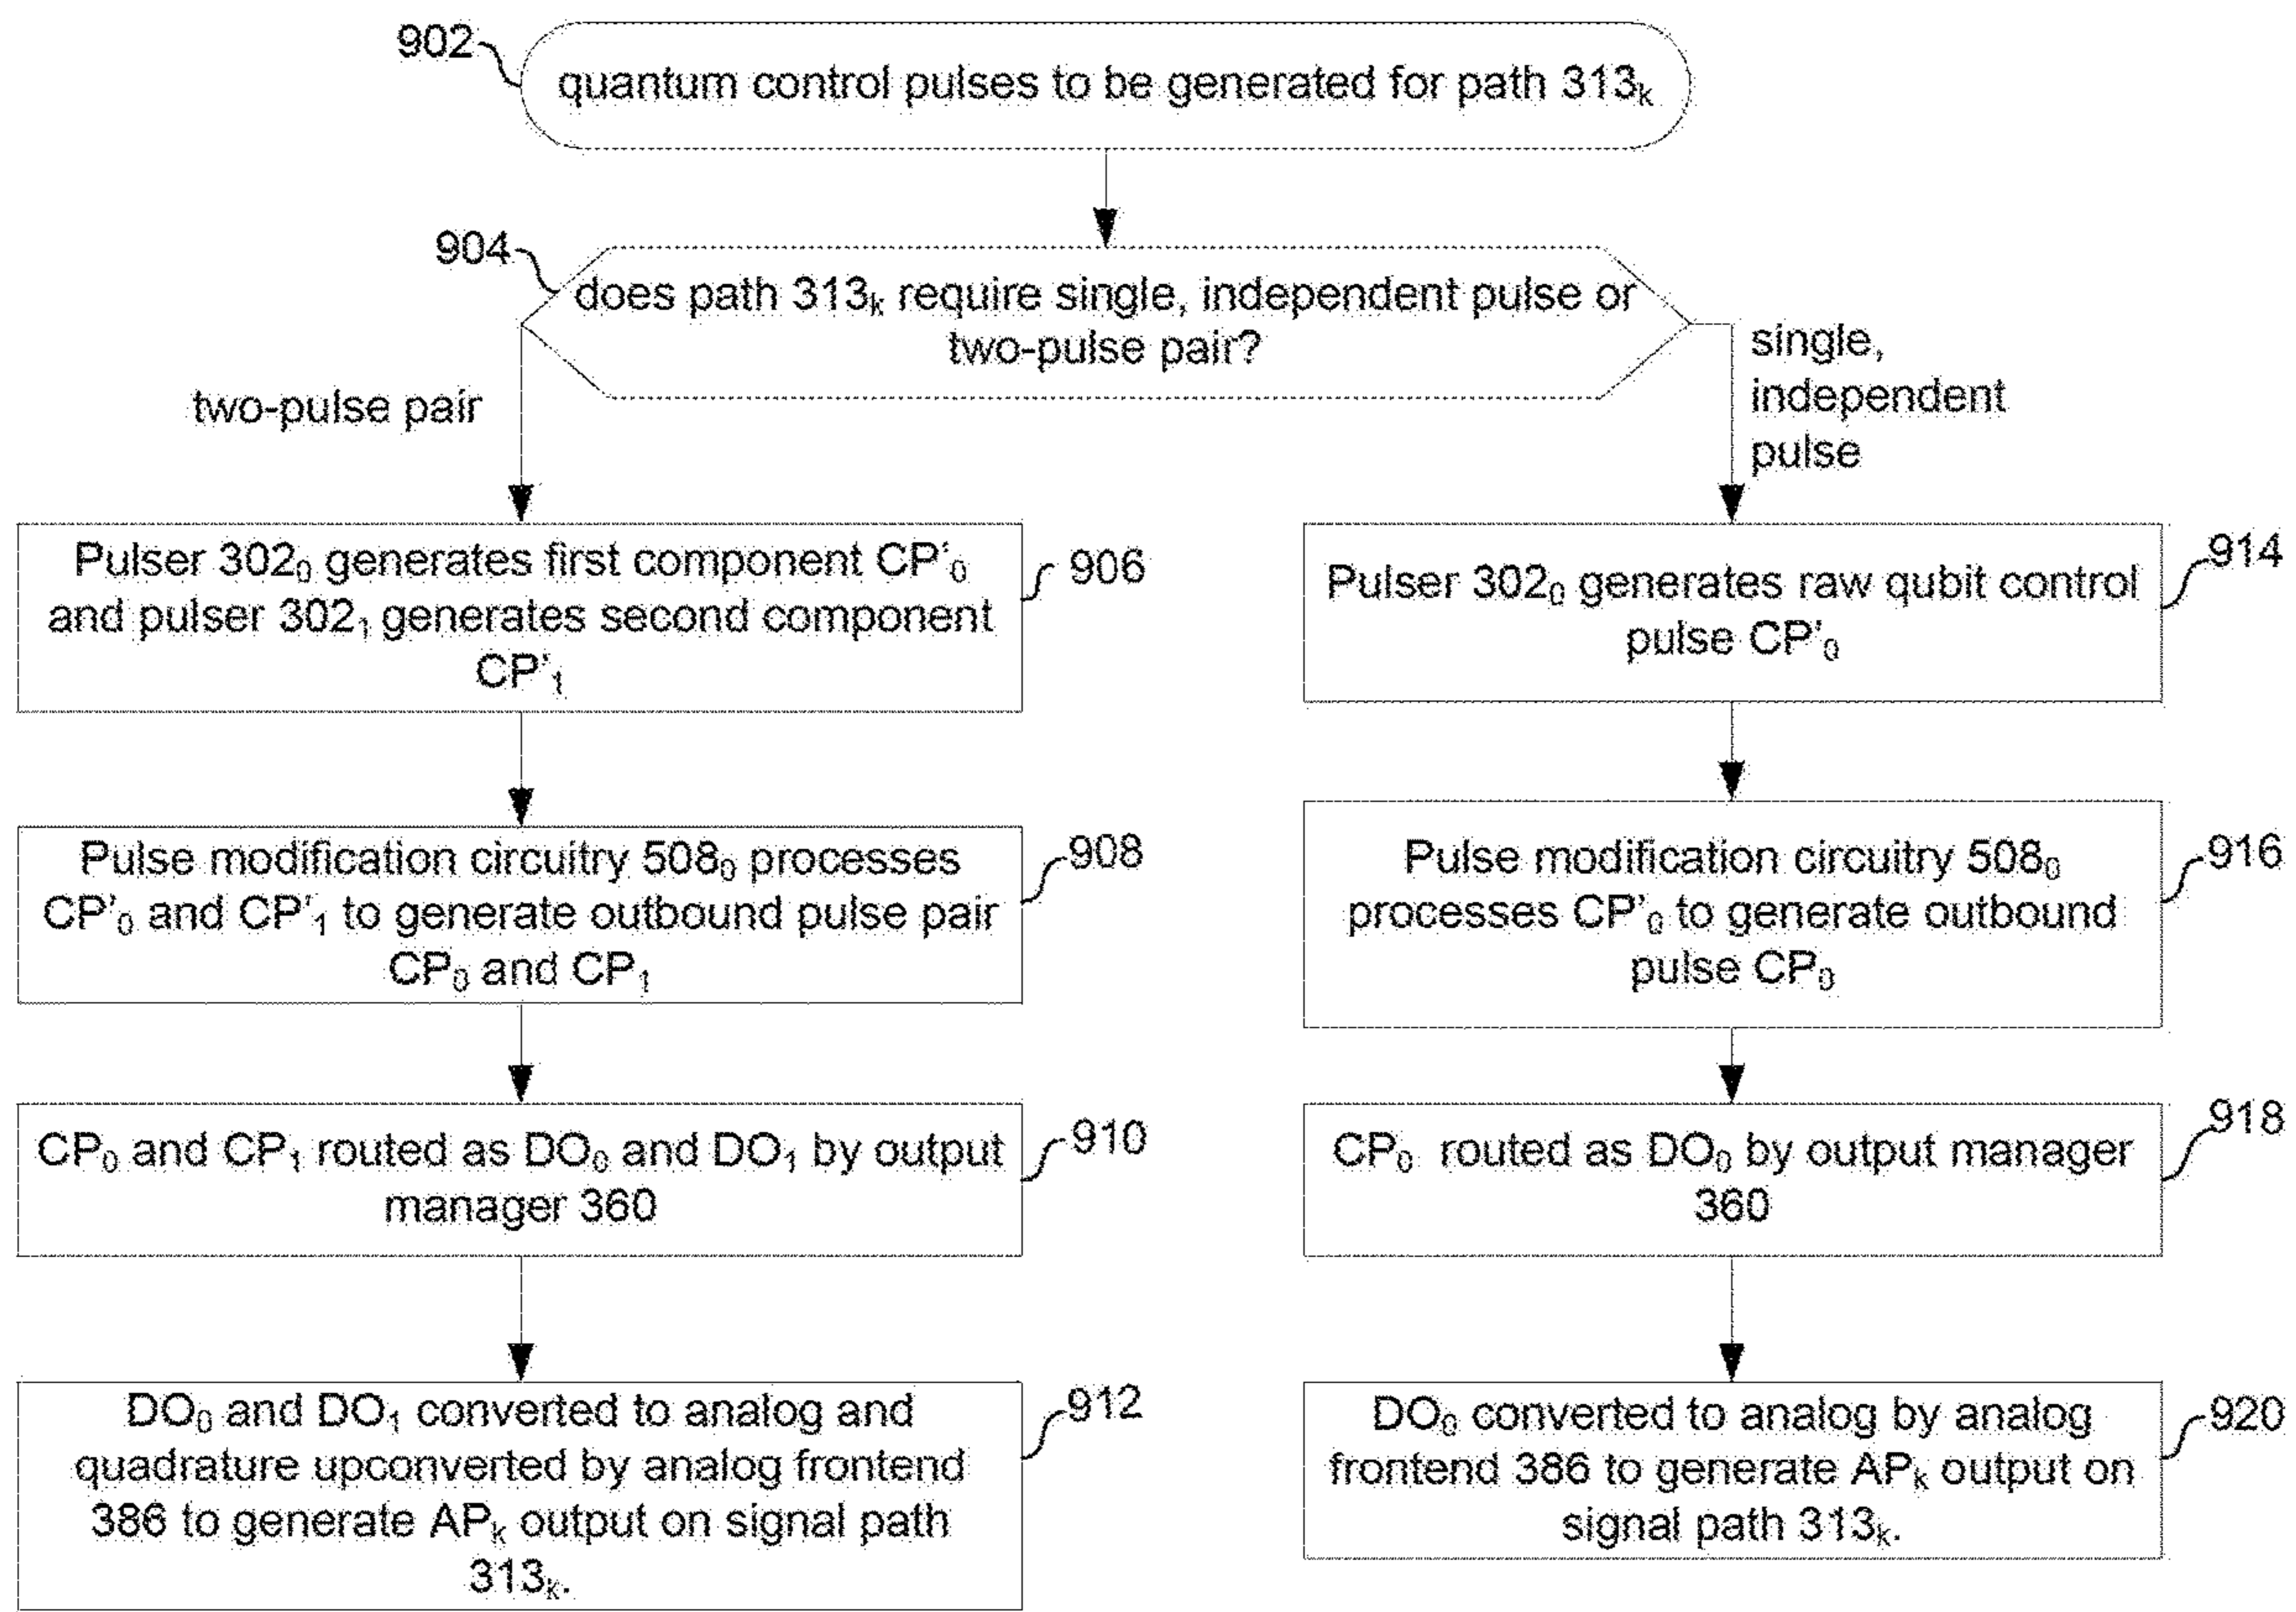 902
quantum control pulses to be generated for path 313ₖ
904
does path 313ₖ require single, independent pulse or
two-pulse pair?
two-pulse pair
single,
independent
pulse
Pulser 302₀ generates first component CP'₀
and pulser 302₁ generates second component
CP'₁
906
Pulse modification circuitry 508₀ processes
CP'₀ and CP'₁ to generate outbound pulse pair
CP₀ and CP₁
908
CP₀ and CP₁ routed as DO₀ and DO₁ by output
manager 360
910
DO₀ and DO₁ converted to analog and
quadrature upconverted by analog frontend
386 to generate APₖ output on signal path
313ₖ.
912
Pulser 302₀ generates raw qubit control
pulse CP'₀
914
Pulse modification circuitry 508₀
processes CP'₀ to generate outbound
pulse CP₀
916
CP₀ routed as DO₀ by output manager
360
918
DO₀ converted to analog by analog
frontend 386 to generate APₖ output on
signal path 313ₖ.
920